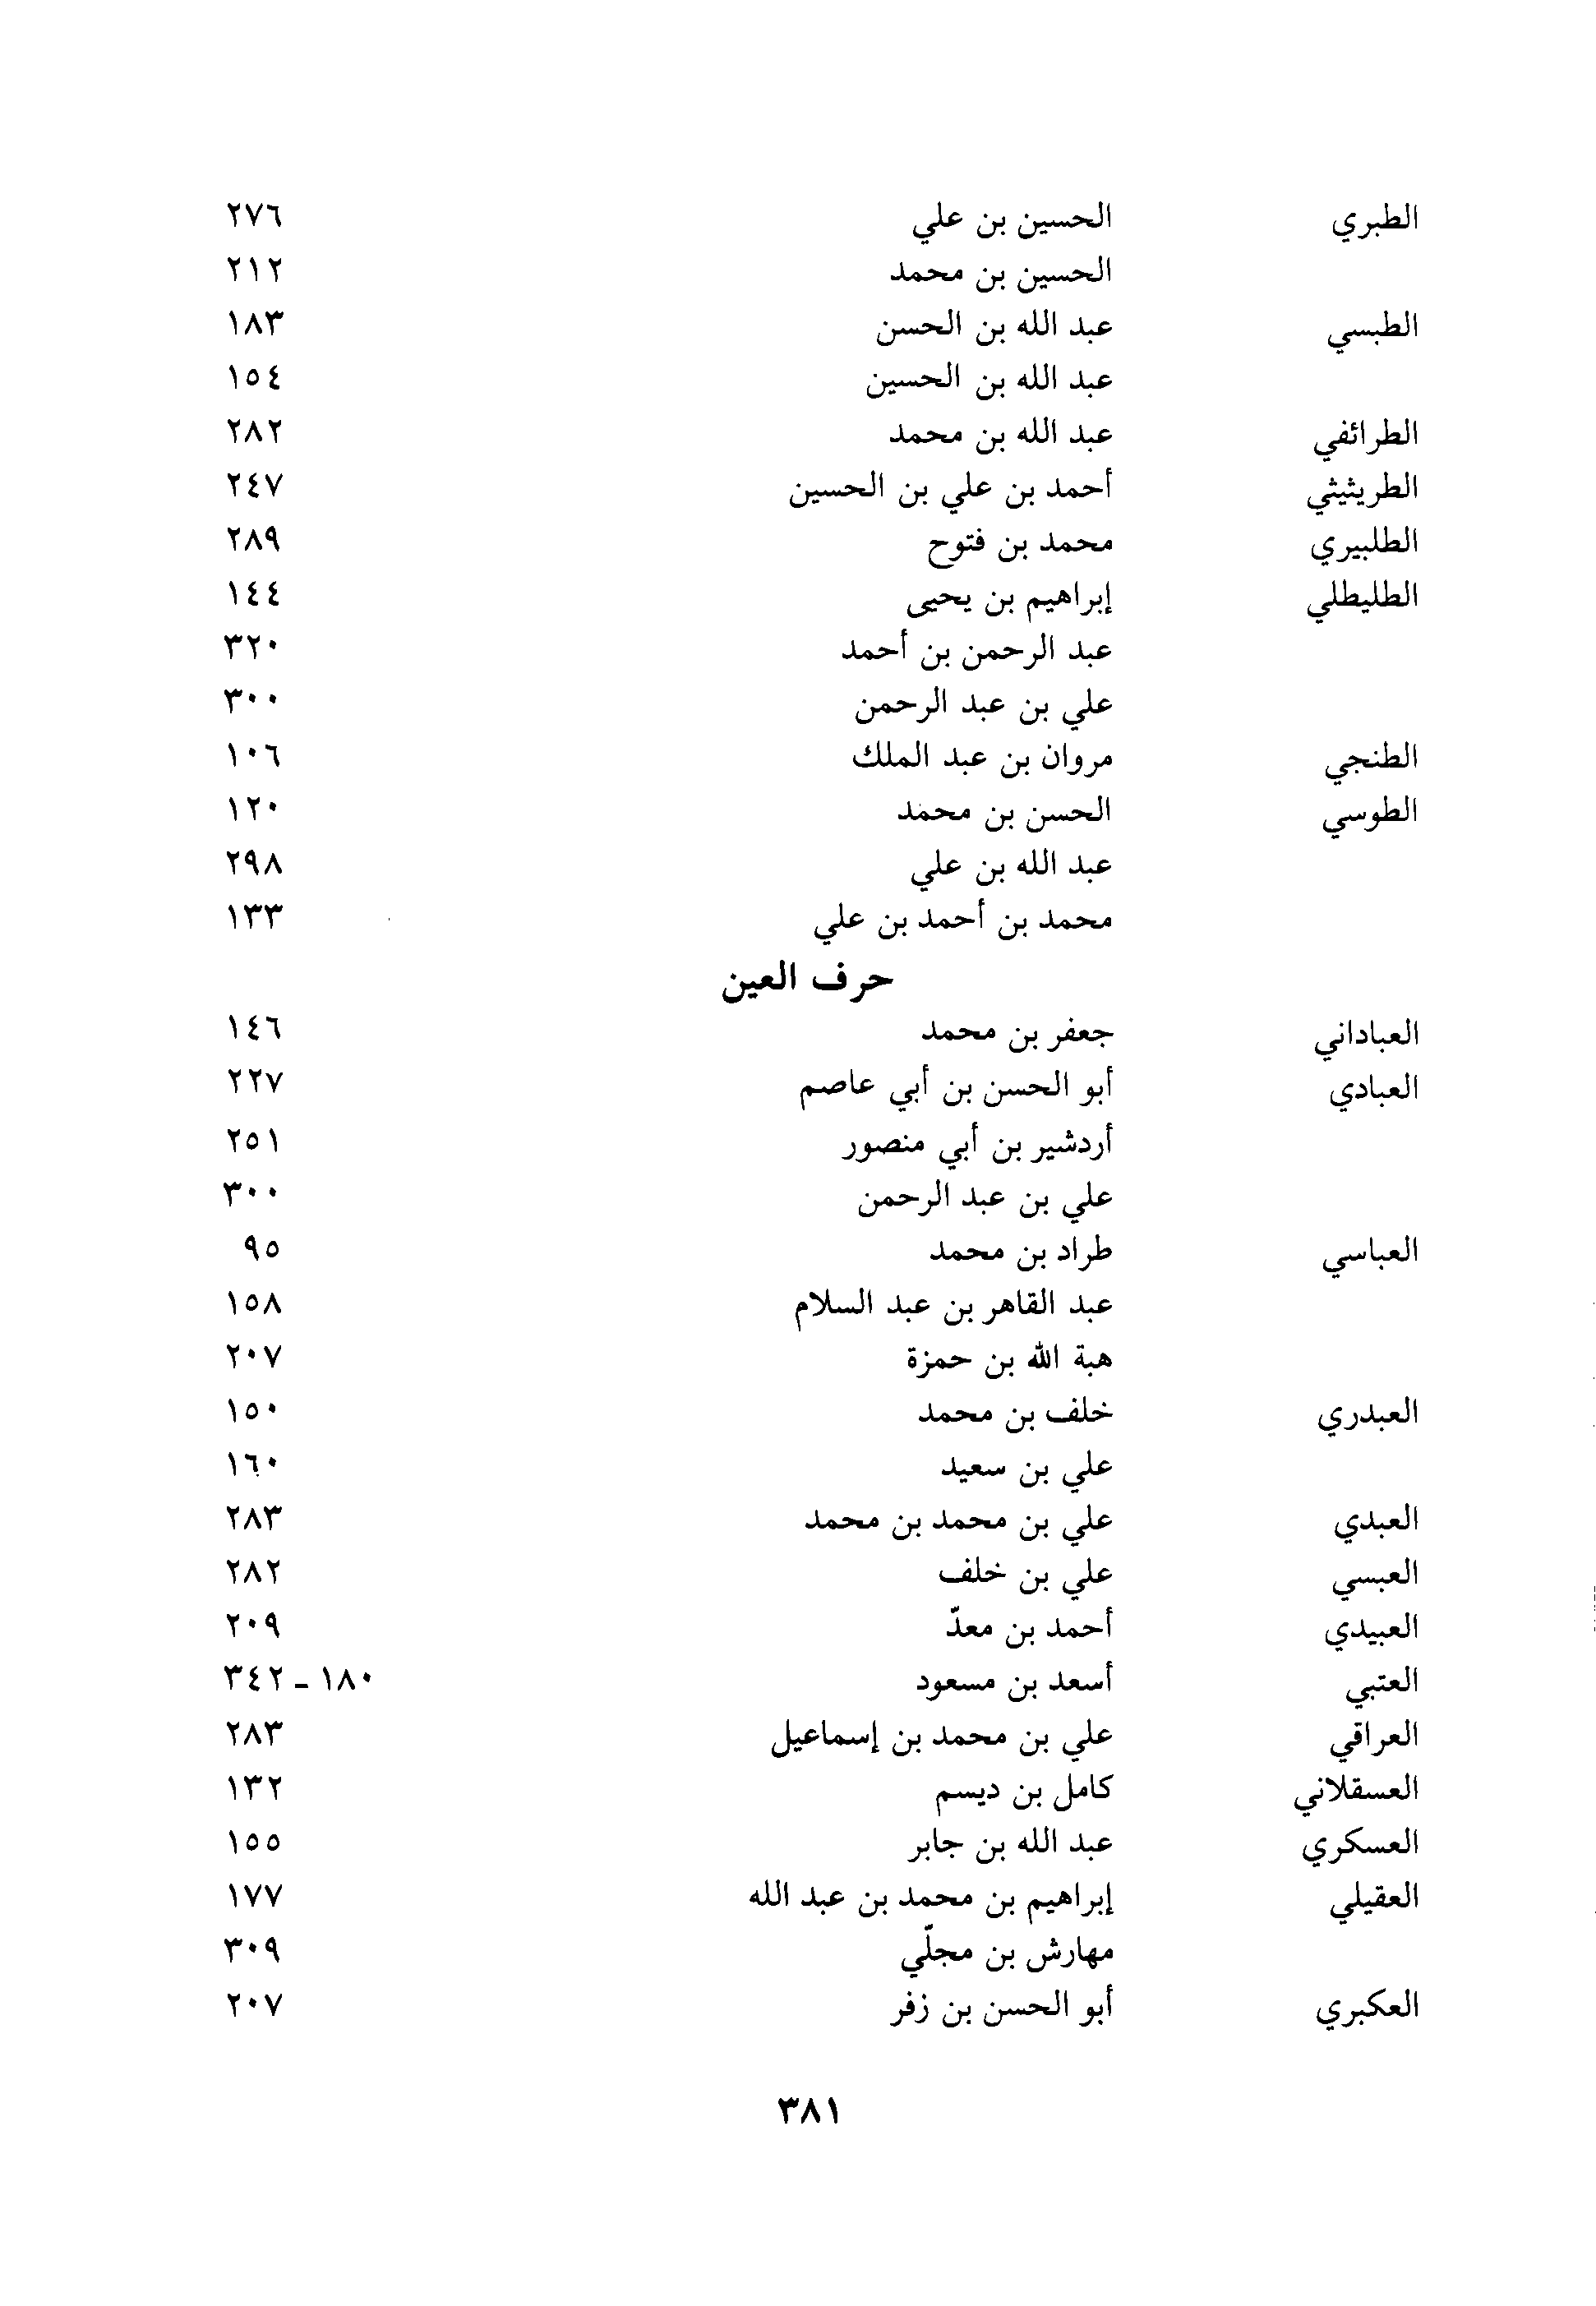 الطبري الحسين بن علي ٢٧٦
الحسين بن محمد ٢١٢
الطبسي عبد الله بن الحسن ١٨٣
عبد الله بن الحسين ١٥٤
الطرائفي عبد الله بن محمد ٢٨٢
الطريثيثي أحمد بن علي بن الحسين ٢٤٧
الطلبيري محمد بن فتوح ٢٨٩
الطليطلي إبراهيم بن يحيى ١٤٤
عبد الرحمن بن أحمد ٣٢٠
علي بن عبد الرحمن ٣٠٠
الطنجي مروان بن عبد الملك ١٠٦
الطوسي الحسن بن محمد ١٢٠
عبد الله بن علي ٢٩٨
محمد بن أحمد بن علي ١٣٣
حرف العين
العباداني جعفر بن محمد ١٤٦
العبادي أبو الحسن بن أبي عاصم ٢٢٧
أردشير بن أبي منصور ٢٥١
علي بن عبد الرحمن ٣٠٠
العباسي طراد بن محمد ٩٥
عبد القاهر بن عبد السلام ١٥٨
هبة الله بن حمزة ٢٠٧
العبدري خلف بن محمد ١٥٠
علي بن سعيد ١٦٠
العبدي علي بن محمد بن محمد ٢٨٣
العبسي علي بن خلف ٢٨٢
العبيدي أحمد بن معدّ ٢٠٩
العتبي أسعد بن مسعود ١٨٠ - ٣٤٢
العراقي علي بن محمد بن إسماعيل ٢٨٣
العسقلاني كامل بن ديسم ١٣٢
العسكري عبد الله بن جابر ١٥٥
العقيلي إبراهيم بن محمد بن عبد الله ١٧٧
مهارش بن مجلّي ٣٠٩
العكبري أبو الحسن بن زفر ٢٠٧
٣٨١